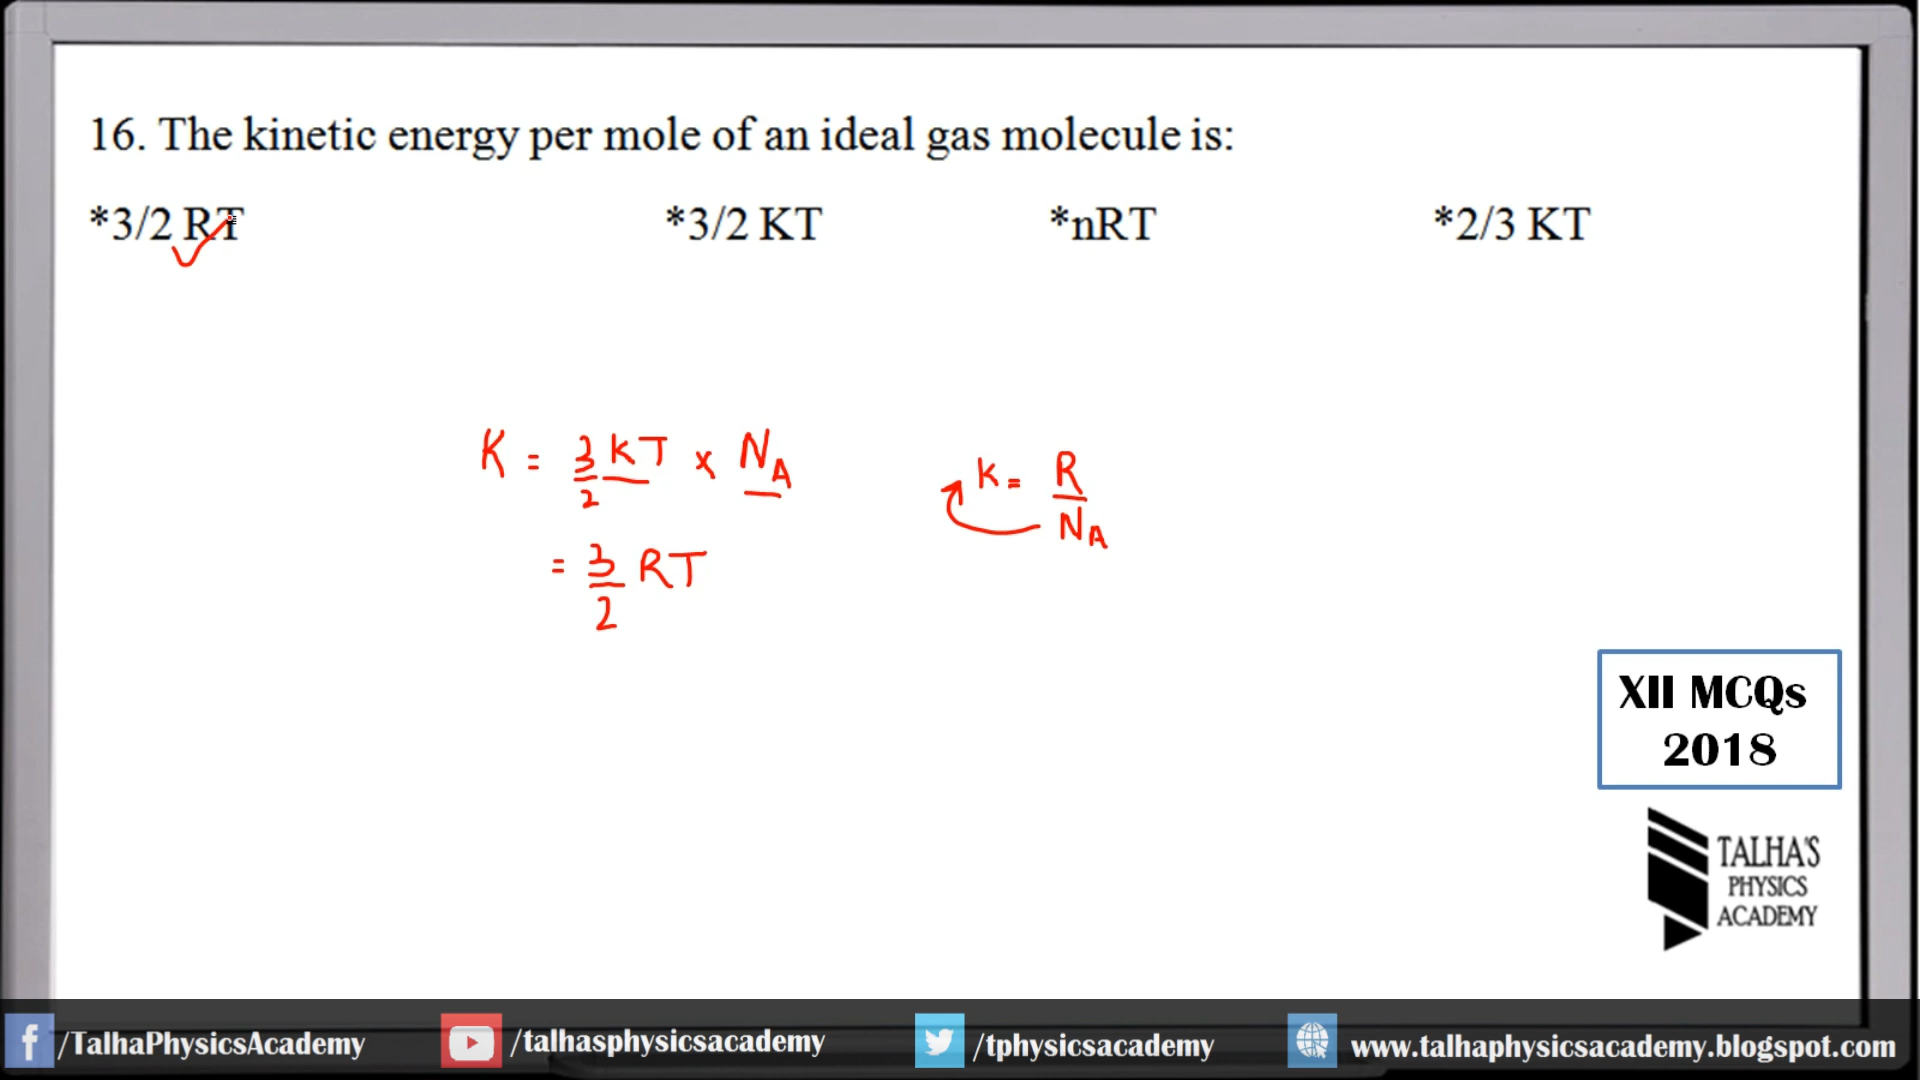 16. The kinetic energy per mole of an ideal gas molecule is:
*3/2 RT *3/2 KT *nRT *2/3 KT
K = 3/2 KT × N_A
K = R/N_A
= 3/2 RT
XII MCQs
2018
TALHA'S
PHYSICS
ACADEMY
/TalhaPhysicsAcademy /talhasphysicsacademy /tphysicsacademy www.talhaphysicsacademy.blogspot.com